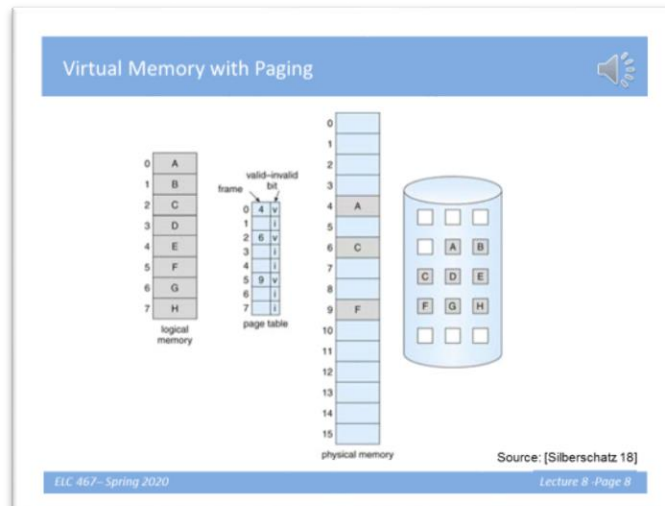 Virtual Memory with Paging
0 A
1 B
2 C
3 D
4 E
5 F
6 G
7 H
logical
memory
valid–invalid
bit
frame
0 4 v
1 i
2 6 v
3 i
4 i
5 9 v
6 i
7 i
page table
0
1
2
3
4 A
5
6 C
7
8
9 F
10
11
12
13
14
15
physical memory
A B
C D E
F G H
Source: [Silberschatz 18]
ELC 467– Spring 2020
Lecture 8 -Page 8